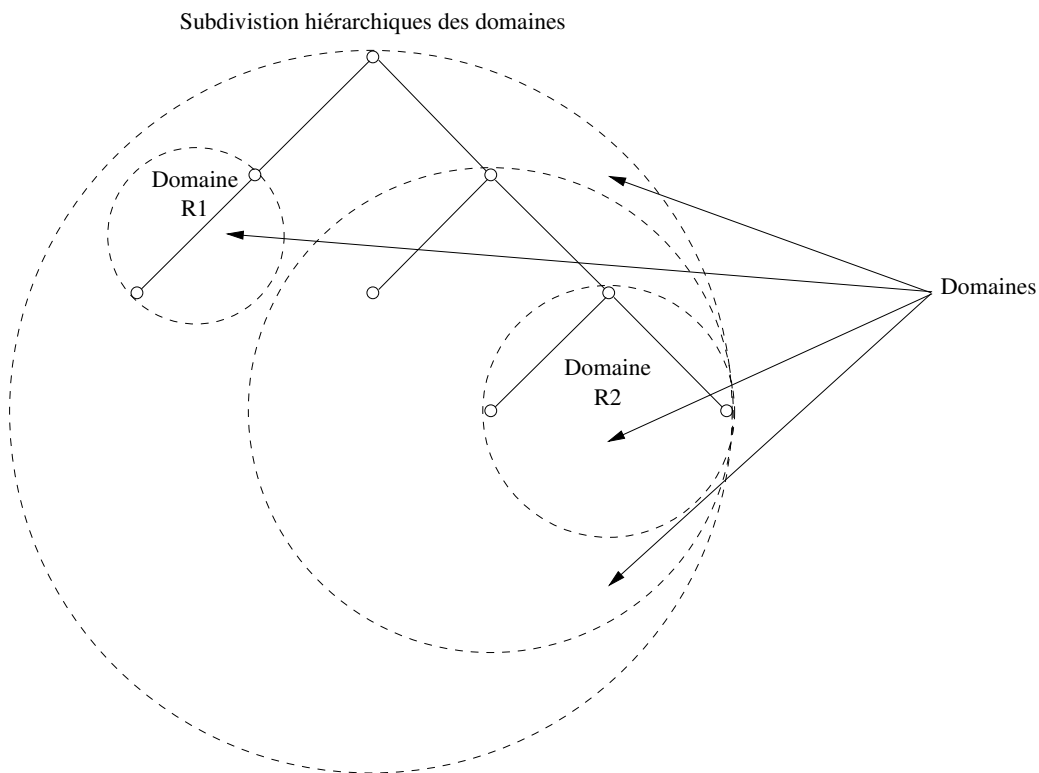 Subdivistion hiérarchiques des domaines
Domaine
R1
Domaines
Domaine
R2